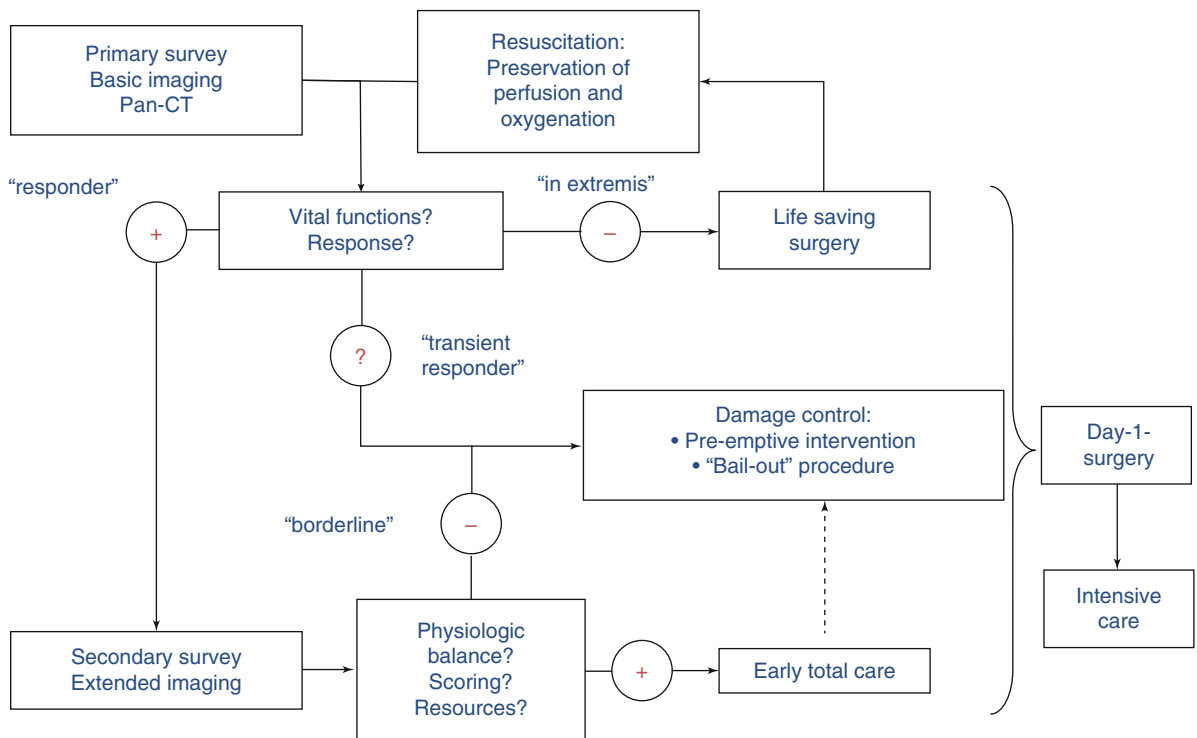 Primary survey
Basic imaging
Pan-CT
Resuscitation:
Preservation of
perfusion and
oxygenation
“responder”
+
Vital functions?
Response?
“in extremis”
–
Life saving
surgery
?
“transient
responder”
Damage control:
• Pre-emptive intervention
• “Bail-out” procedure
Day-1-
surgery
“borderline”
–
Intensive
care
Secondary survey
Extended imaging
Physiologic
balance?
Scoring?
Resources?
+
Early total care